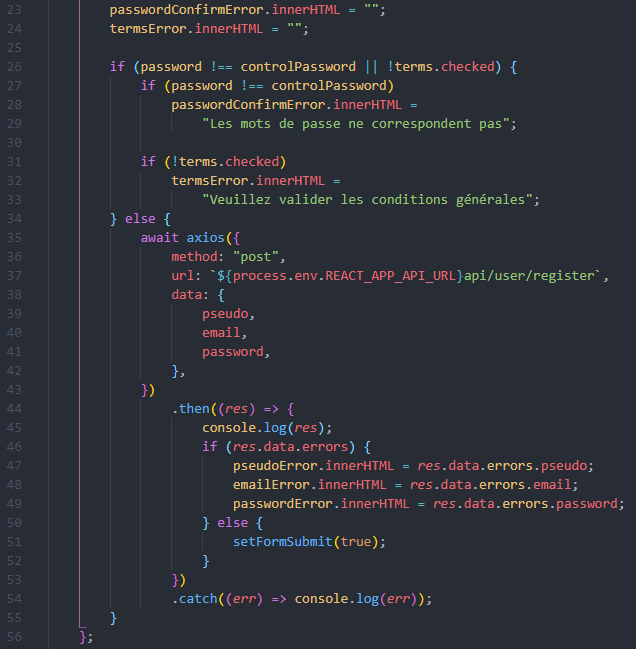 23 passwordConfirmError.innerHTML = "";
24 termsError.innerHTML = "";
25
26 if (password !== controlPassword || !terms.checked) {
27 if (password !== controlPassword)
28 passwordConfirmError.innerHTML =
29 "Les mots de passe ne correspondent pas";
30
31 if (!terms.checked)
32 termsError.innerHTML =
33 "Veuillez valider les conditions générales";
34 } else {
35 await axios({
36 method: "post",
37 url: `${process.env.REACT_APP_API_URL}api/user/register`,
38 data: {
39 pseudo,
40 email,
41 password,
42 },
43 })
44 .then((res) => {
45 console.log(res);
46 if (res.data.errors) {
47 pseudoError.innerHTML = res.data.errors.pseudo;
48 emailError.innerHTML = res.data.errors.email;
49 passwordError.innerHTML = res.data.errors.password;
50 } else {
51 setFormSubmit(true);
52 }
53 })
54 .catch((err) => console.log(err));
55 }
56 };